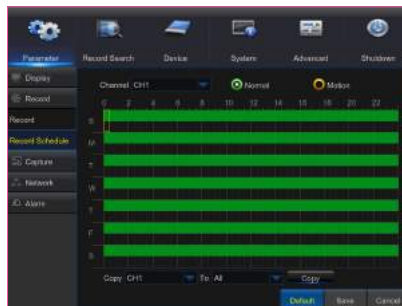 Parameter Record Search Device System Advanced Shutdown
Display
Record
Record
Record Schedule
Capture
Network
Alarm
Channel CH1 Normal Motion
0 2 4 6 8 10 12 14 16 18 20 22
S
M
T
W
T
F
S
Copy CH1 To All Copy
Default Save Cancel